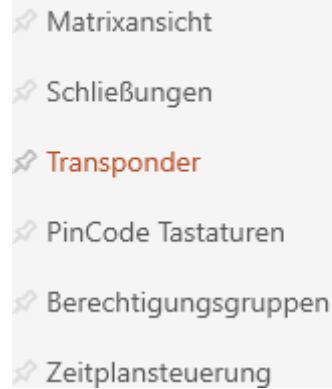 Matrixansicht
Schließungen
Transponder
PinCode Tastaturen
Berechtigungsgruppen
Zeitplansteuerung